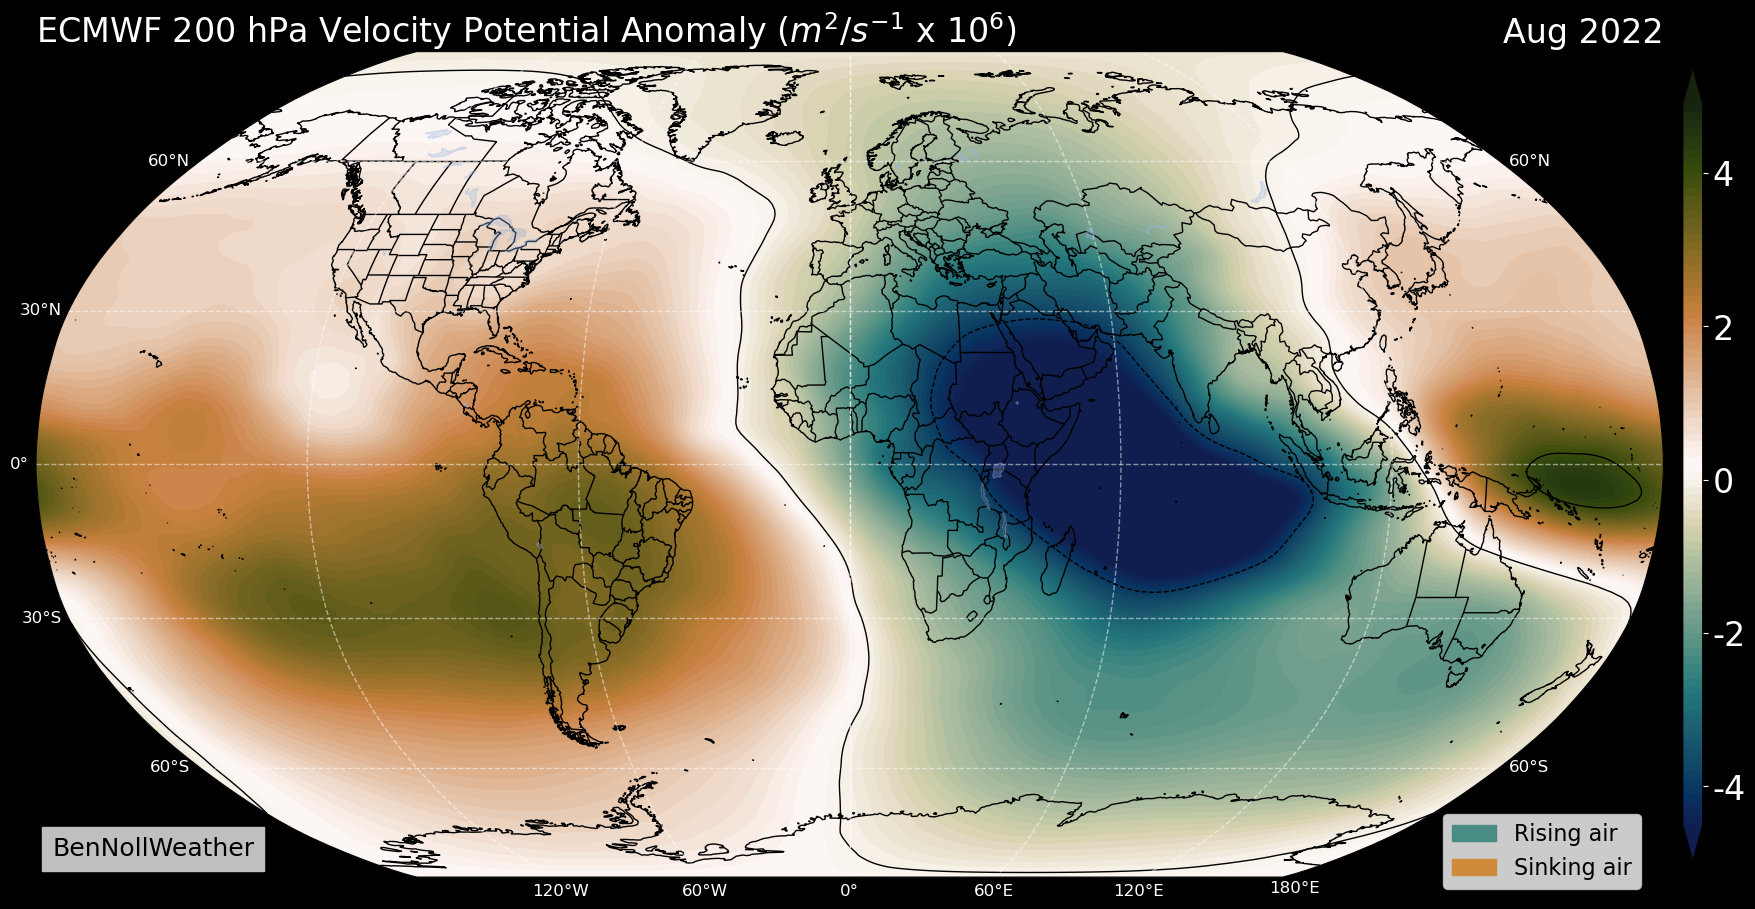 ECMWF 200 hPa Velocity Potential Anomaly (m²/s⁻¹ x 10⁶)
Aug 2022
60°N
60°N
30°N
0°
30°S
60°S
60°S
4
2
0
-2
-4
Rising air
Sinking air
BenNollWeather
120°W
60°W
0°
60°E
120°E
180°E